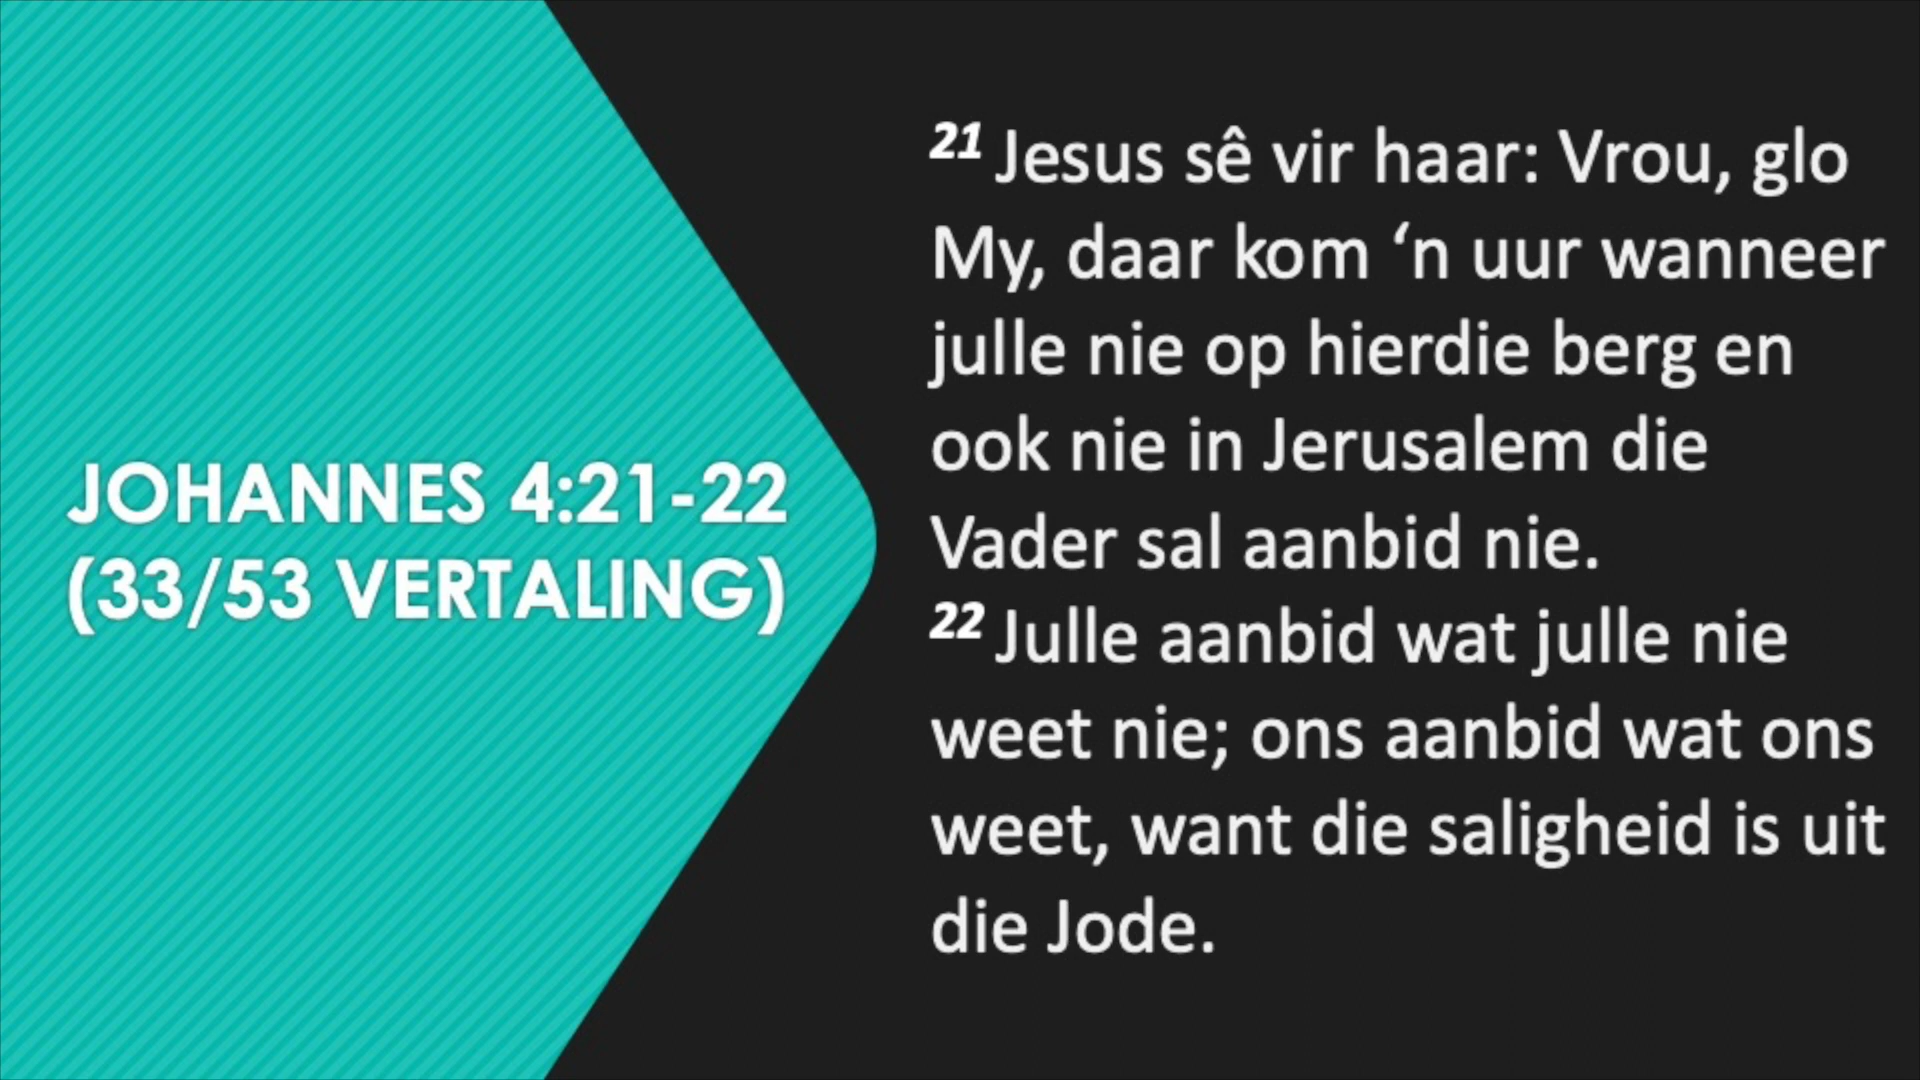 JOHANNES 4:21-22
(33/53 VERTALING)
21 Jesus sê vir haar: Vrou, glo
My, daar kom ‘n uur wanneer
julle nie op hierdie berg en
ook nie in Jerusalem die
Vader sal aanbid nie.
22 Julle aanbid wat julle nie
weet nie; ons aanbid wat ons
weet, want die saligheid is uit
die Jode.